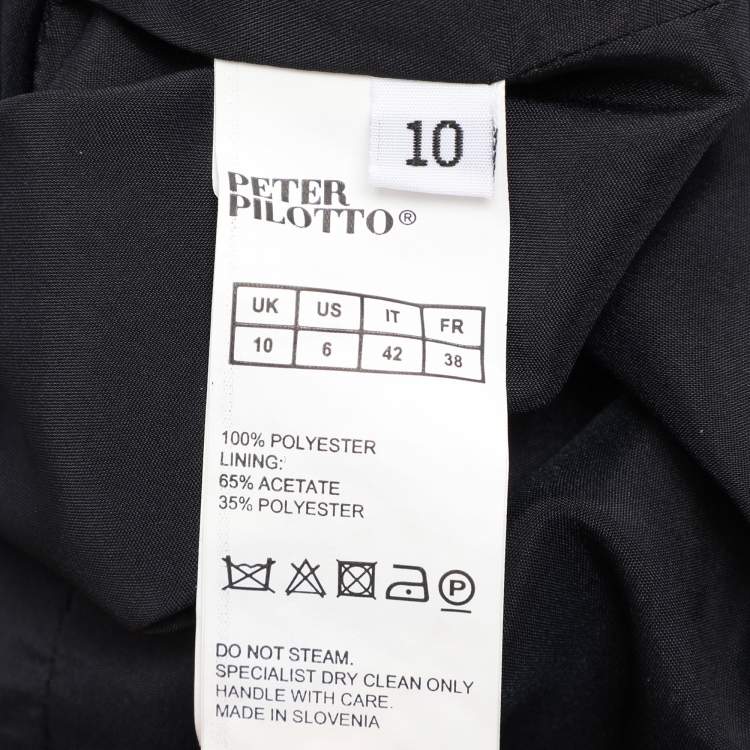 10
PETER
PILOTTO®
UK US IT FR
10 6 42 38
100% POLYESTER
LINING:
65% ACETATE
35% POLYESTER
P
DO NOT STEAM.
SPECIALIST DRY CLEAN ONLY
HANDLE WITH CARE.
MADE IN SLOVENIA